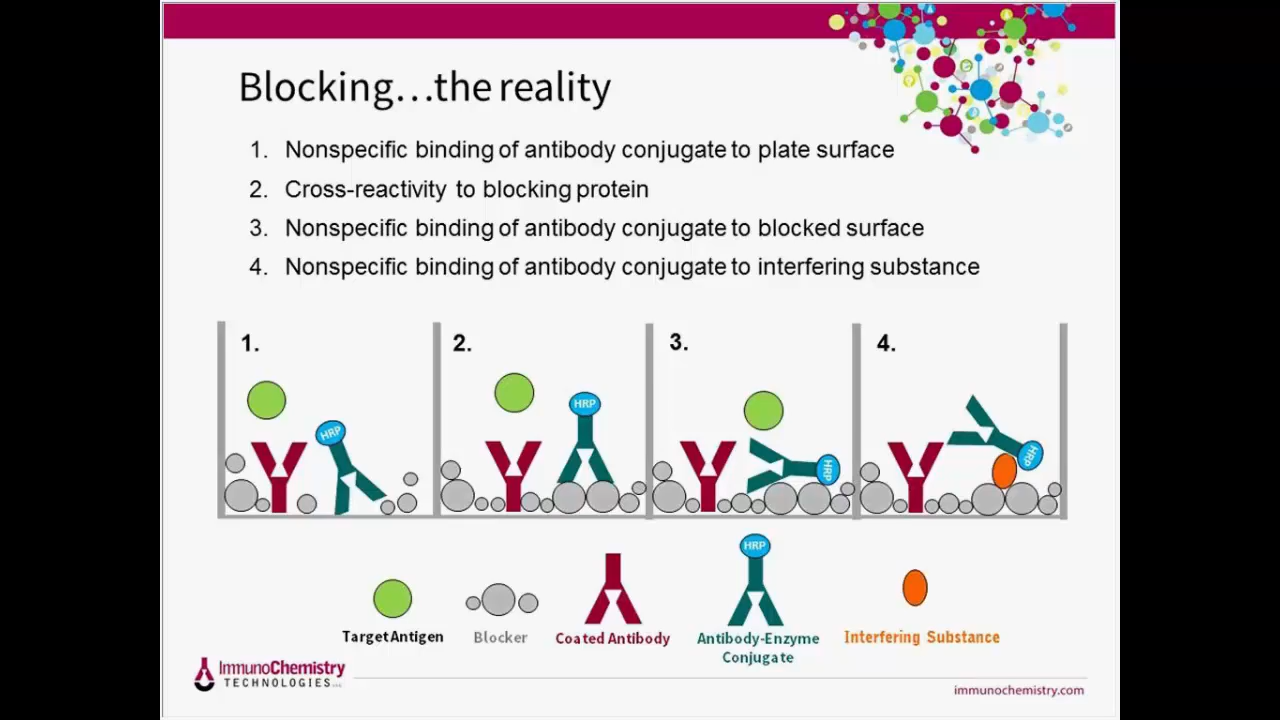 Blocking...the reality
1. Nonspecific binding of antibody conjugate to plate surface
2. Cross-reactivity to blocking protein
3. Nonspecific binding of antibody conjugate to blocked surface
4. Nonspecific binding of antibody conjugate to interfering substance
1.
2.
3.
4.
HRP
HRP
HRP
HRP
HRP
Target Antigen
Blocker
Coated Antibody
Antibody-Enzyme
Conjugate
Interfering Substance
ImmunoChemistry
TECHNOLOGIES
immunochemistry.com